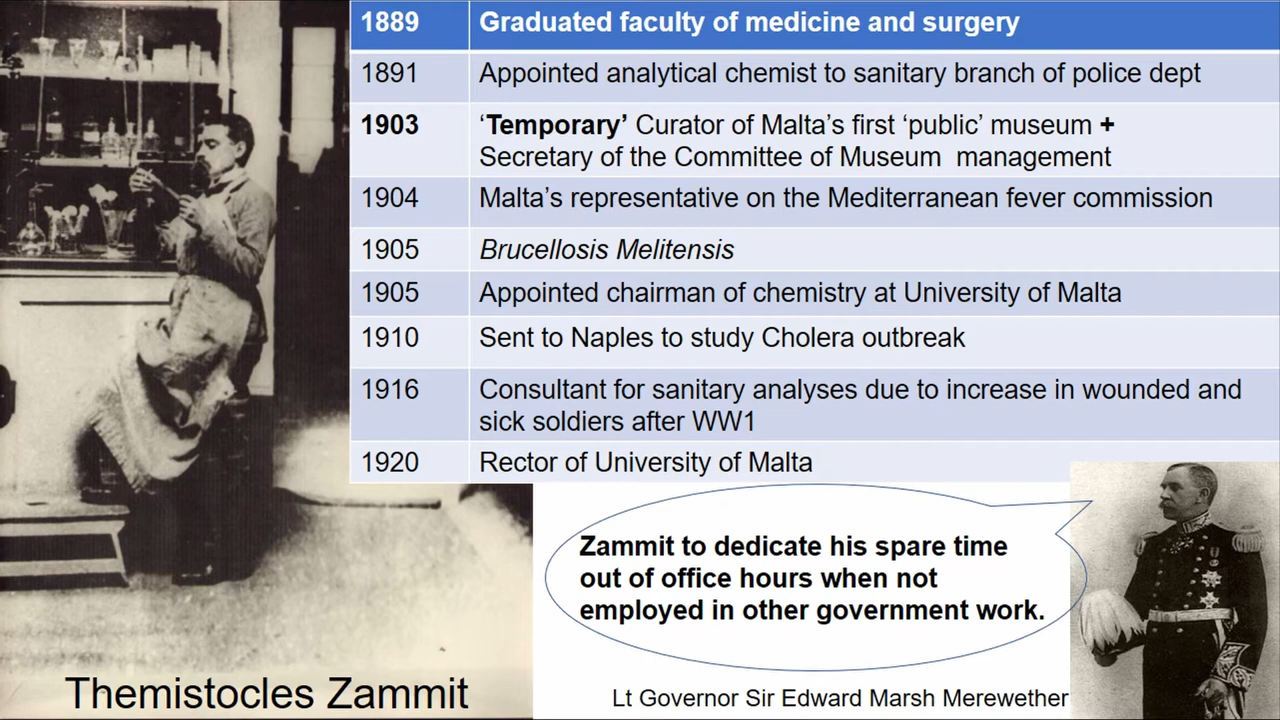 1889 Graduated faculty of medicine and surgery
1891 Appointed analytical chemist to sanitary branch of police dept
1903 ‘Temporary’ Curator of Malta’s first ‘public’ museum +
Secretary of the Committee of Museum  management
1904 Malta’s representative on the Mediterranean fever commission
1905 Brucellosis Melitensis
1905 Appointed chairman of chemistry at University of Malta
1910 Sent to Naples to study Cholera outbreak
1916 Consultant for sanitary analyses due to increase in wounded and
sick soldiers after WW1
1920 Rector of University of Malta
Zammit to dedicate his spare time
out of office hours when not
employed in other government work.
Themistocles Zammit
Lt Governor Sir Edward Marsh Merewether